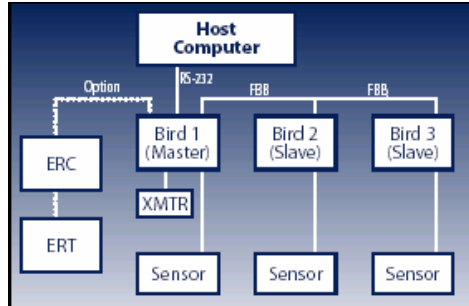 Host
Computer
RS-232
Option
FBB
FBB
Bird 1
(Master)
Bird 2
(Slave)
Bird 3
(Slave)
ERC
XMTR
ERT
Sensor
Sensor
Sensor